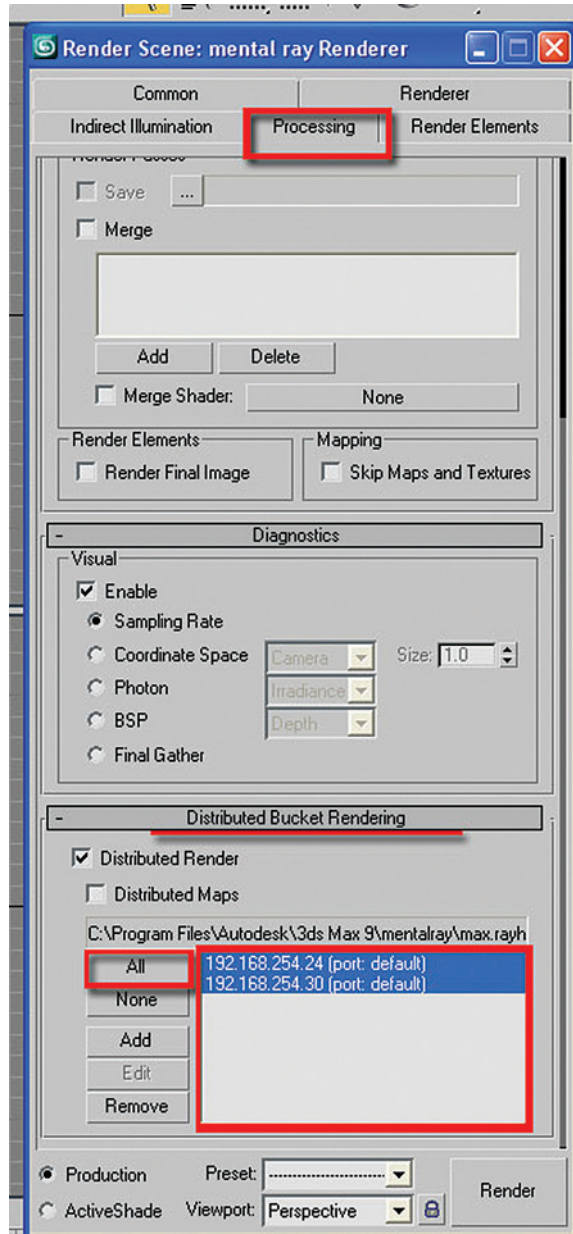 Render Scene: mental ray Renderer
Common Renderer
Indirect Illumination Processing Render Elements
Save ...
Merge
Add Delete
Merge Shader: None
Render Elements Mapping
Render Final Image Skip Maps and Textures
- Diagnostics
Visual
Enable
Sampling Rate
Coordinate Space Camera Size: 1.0
Photon Irradiance
BSP Depth
Final Gather
- Distributed Bucket Rendering
Distributed Render
Distributed Maps
C:\Program Files\Autodesk\3ds Max 9\mentalray\max.rayh
All 192.168.254.24 (port: default)
192.168.254.30 (port: default)
None
Add
Edit
Remove
Production Preset: -------------------------
Render
ActiveShade Viewport: Perspective